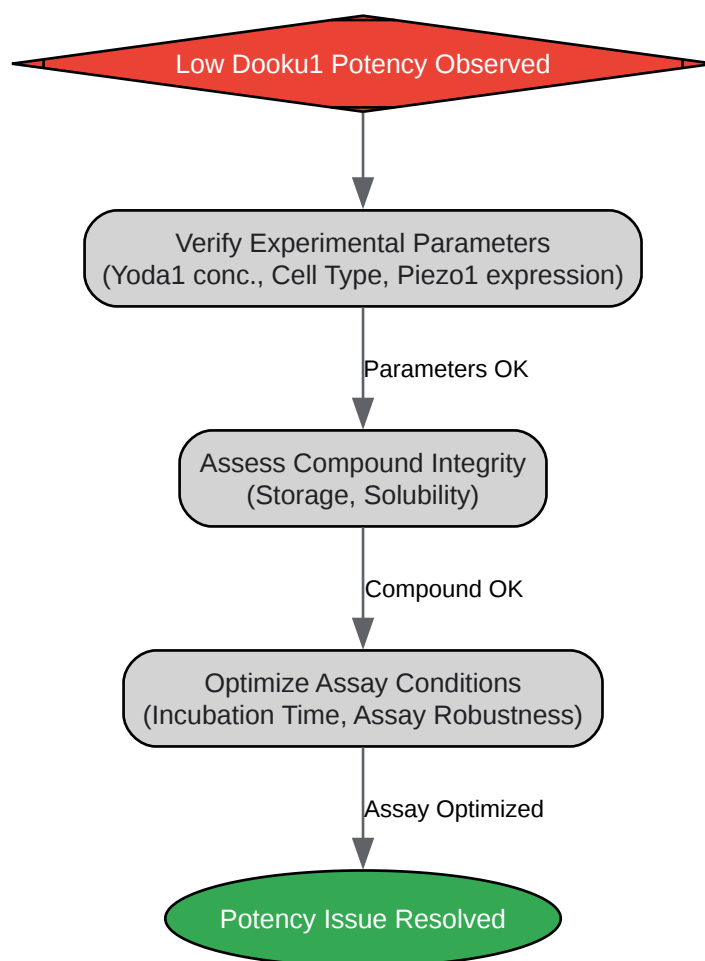 Low Dooku1 Potency Observed
Verify Experimental Parameters
(Yoda1 conc., Cell Type, Piezo1 expression)
Parameters OK
Assess Compound Integrity
(Storage, Solubility)
Compound OK
Optimize Assay Conditions
(Incubation Time, Assay Robustness)
Assay Optimized
Potency Issue Resolved